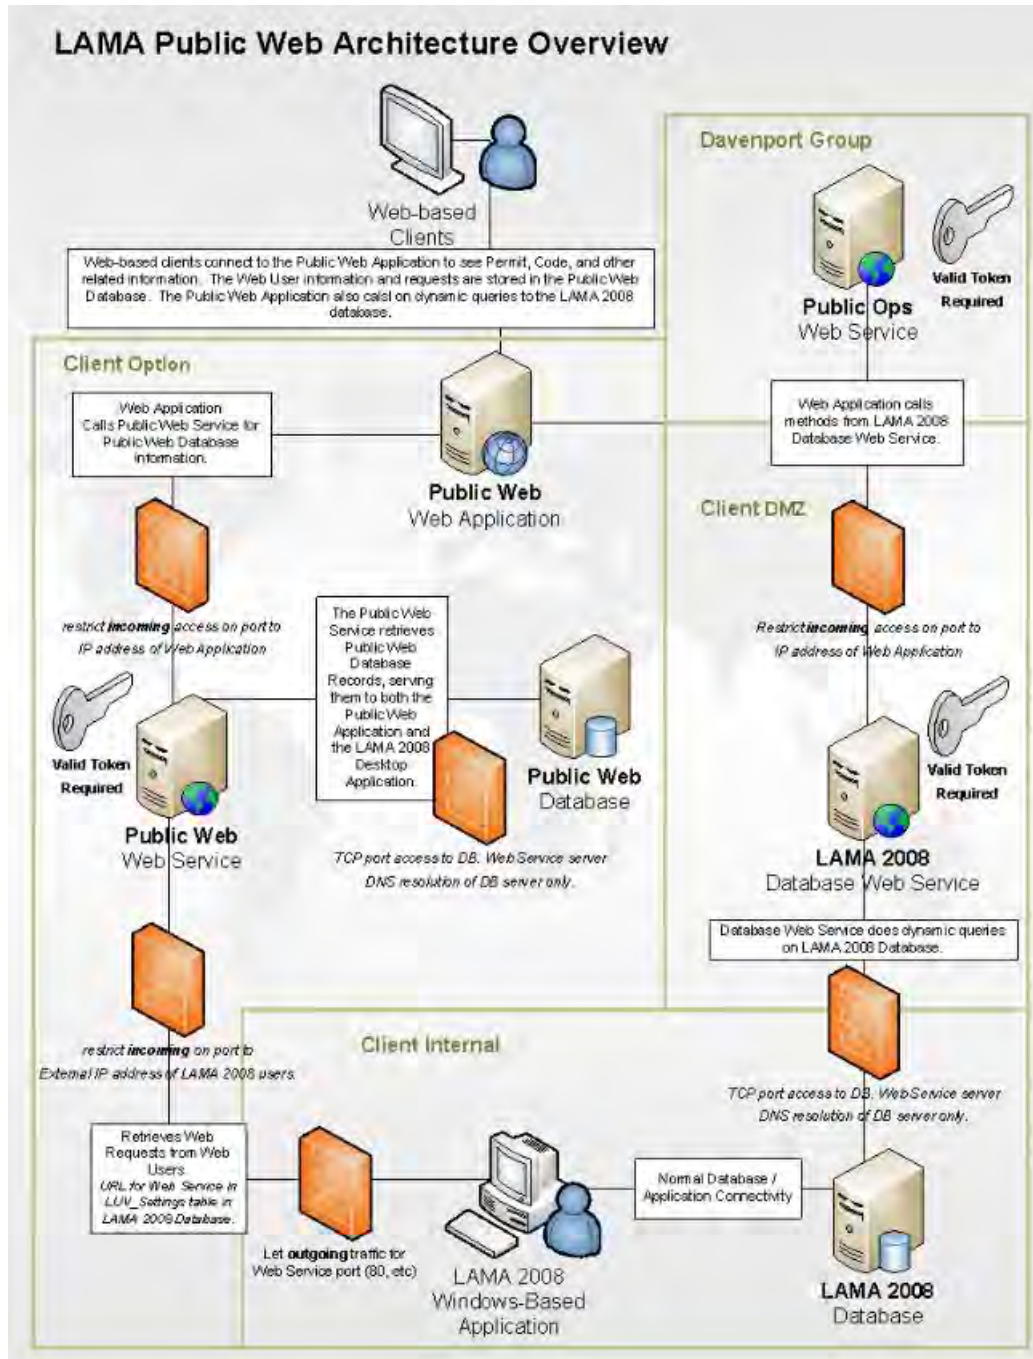 LAMA Public Web Architecture Overview
Web-based
Clients
Web-based clients connect to the Public Web Application to see Permit, Code, and other
related information. The Web User information and requests are stored in the Public Web
Database. The Public Web Application also calsl on dynamic queries to the LAMA 2008
database.
Davenport Group
Valid Token
Required
Public Ops
Web Service
Client Option
Web Application
Calls Public Web Service for
Public Web Database
information.
Public Web
Web Application
Web Application calls
methods from LAMA 2008
Database Web Service.
Client DMZ
restrict incoming access on port to
IP address of Web Application
The Public Web
Service retrieves
Public Web
Database
Records, serving
them to both the
Public Web
Application and
the LAMA 2008
Desktop
Application.
Restrict incoming access on port to
IP address of Web Application
Valid Token
Required
Public Web
Web Service
Public Web
Database
TCP port access to DB. Web Service server
DNS resolution of DB server only.
Valid Token
Required
LAMA 2008
Database Web Service
Database Web Service does dynamic queries
on LAMA 2008 Database.
restrict incoming on port to
External IP address of LAMA 2008 users.
Client Internal
TCP port access to DB. Web Service server
DNS resolution of DB server only.
Retrieves Web
Requests from Web
Users
URL for Web Service in
LUV_Settings table in
LAMA 2008 Database.
Let outgoing traffic for
Web Service port (80, etc)
LAMA 2008
Windows-Based
Application
Normal Database /
Application Connectivity
LAMA 2008
Database